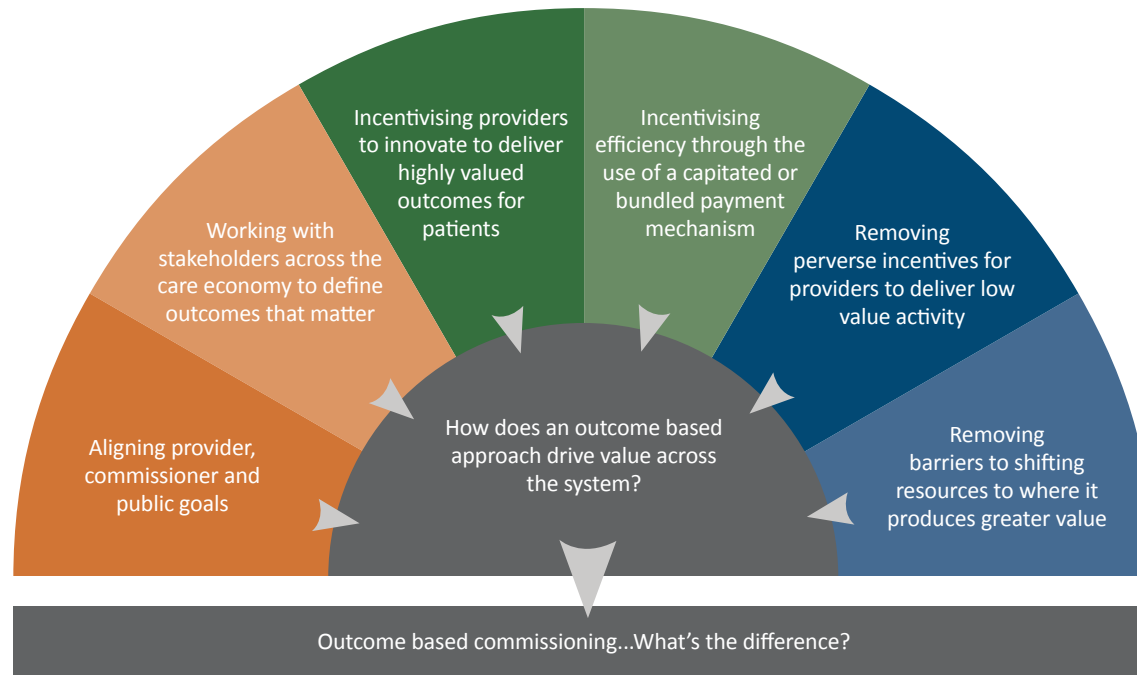 Aligning provider,
commissioner and
public goals
Working with
stakeholders across the
care economy to define
outcomes that matter
Incentivising providers
to innovate to deliver
highly valued
outcomes for
patients
Incentivising
efficiency through the
use of a capitated or
bundled payment
mechanism
Removing
perverse incentives for
providers to deliver low
value activity
Removing
barriers to shifting
resources to where it
produces greater value
How does an outcome based
approach drive value across
the system?
Outcome based commissioning...What's the difference?